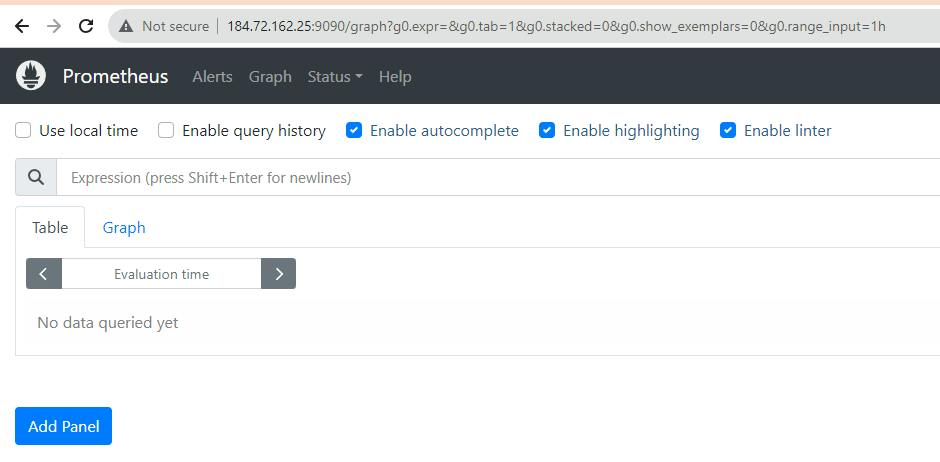 Not secure 184.72.162.25:9090/graph?g0.expr=&g0.tab=1&g0.stacked=0&g0.show_exemplars=0&g0.range_input=1h
Prometheus Alerts Graph Status Help
Use local time Enable query history Enable autocomplete Enable highlighting Enable linter
Expression (press Shift+Enter for newlines)
Table Graph
Evaluation time
No data queried yet
Add Panel